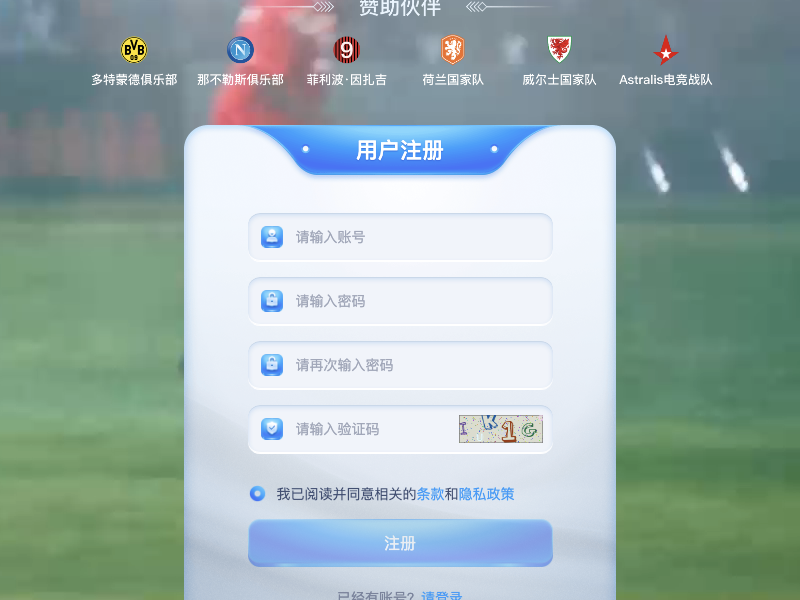 赞助伙伴
BVB 09
N
9
多特蒙德俱乐部 那不勒斯俱乐部 菲利波·因扎吉 荷兰国家队 威尔士国家队 Astralis电竞战队
用户注册
请输入账号
请输入密码
请再次输入密码
请输入验证码 I K 1 G
我已阅读并同意相关的条款和隐私政策
注册
已经有账号? 请登录